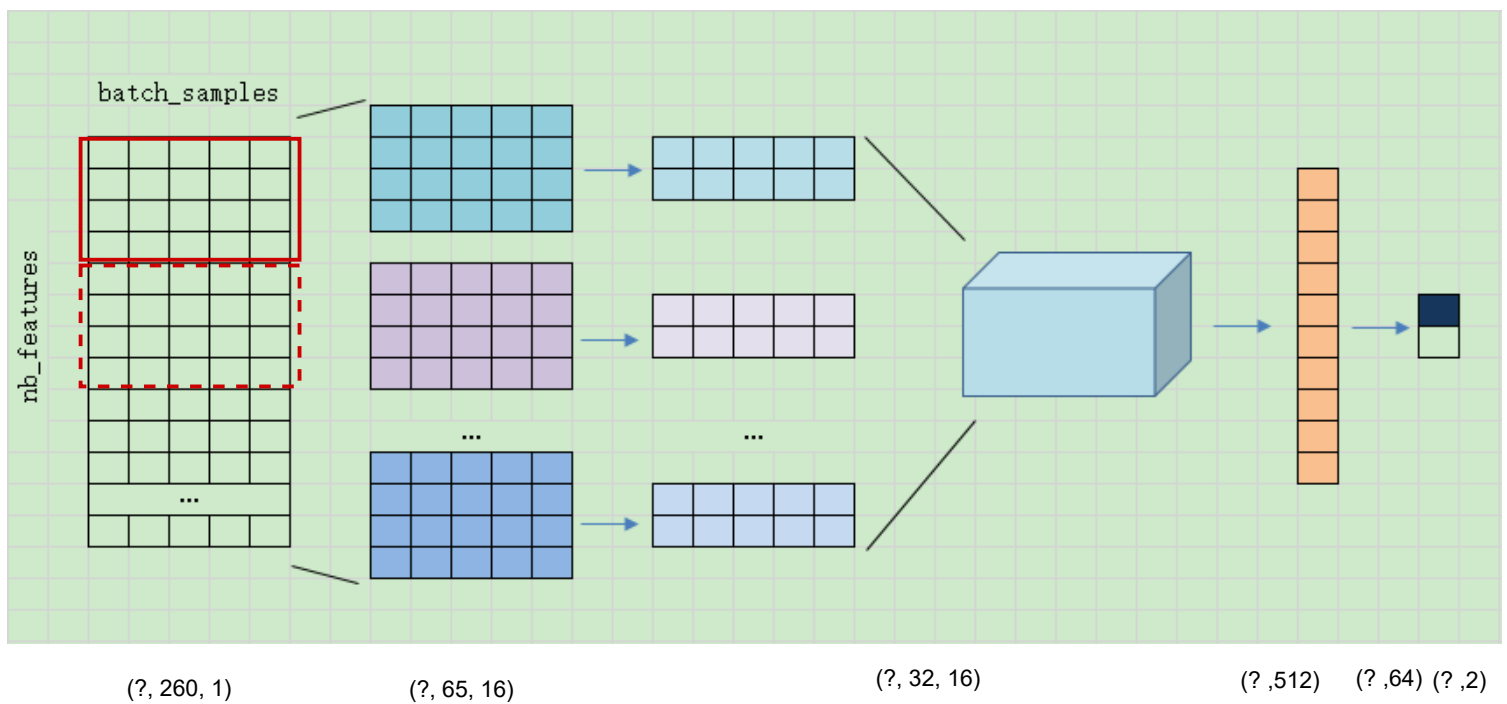 batch_samples
nb_features
...
...
...
(?, 260, 1)
(?, 65, 16)
(?, 32, 16)
(? ,512)
(? ,64)
(? ,2)